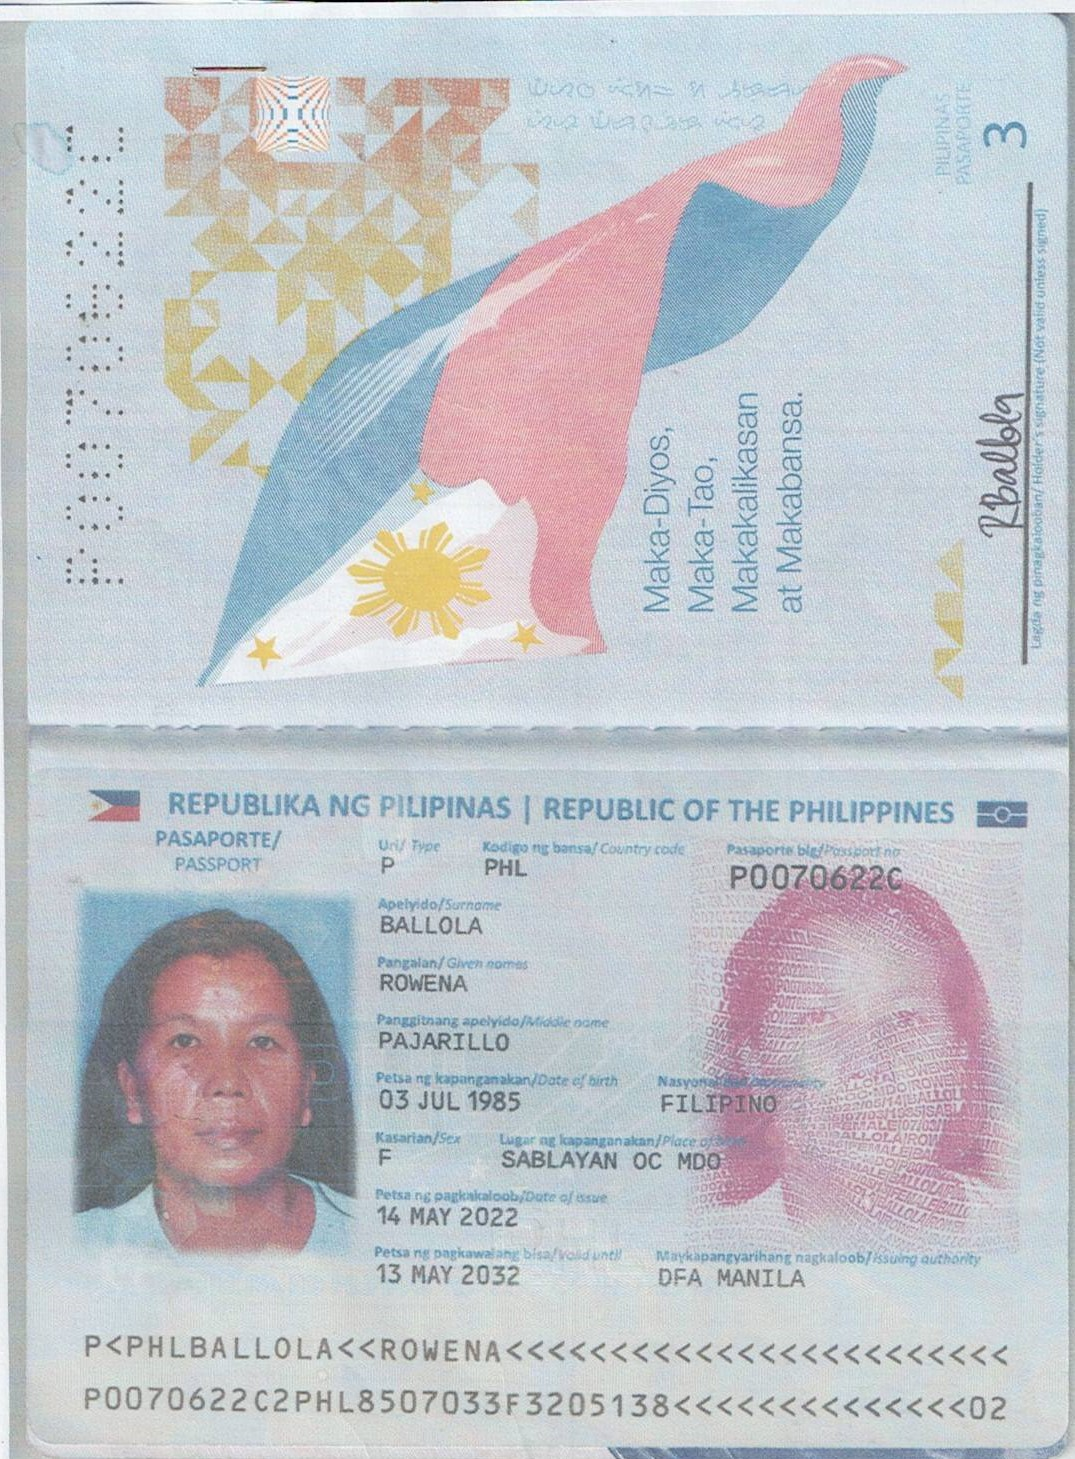 P0070622C
PILIPINAS
PASAPORTE
3
Maka-Diyos,
Maka-Tao,
Makakalikasan
at Makabansa.
RBallola
Lagda ng pinagkalooban/ Holder's signature (Not valid unless signed)
REPUBLIKA NG PILIPINAS | REPUBLIC OF THE PHILIPPINES
PASAPORTE/
PASSPORT
Uri/ Type Kodigo ng bansa/ Country code Pasaporte blg/Passport no
P PHL P0070622C
Apelyido/Surname
BALLOLA
Pangalan/ Given names
ROWENA
Panggitnang apelyido/Middle name
PAJARILLO
Petsa ng kapanganakan/Date of birth
03 JUL 1985 FILIPINO
Kasarian/Sex Lugar ng kapanganakan/Place of
F SABLAYAN OC MDO
Petsa ng pagkakaloob/Date of issue
14 MAY 2022
Petsa ng pagkawalang bisa/Valid until Maykapangyarihang nagkaloob/Issuing authority
13 MAY 2032 DFA MANILA
P<PHLBALLOLA<<ROWENA<<<<<<<<<<<<<<<<<<<<<<<<
P0070622C2PHL8507033F3205138<<<<<<<<<<<<<<02